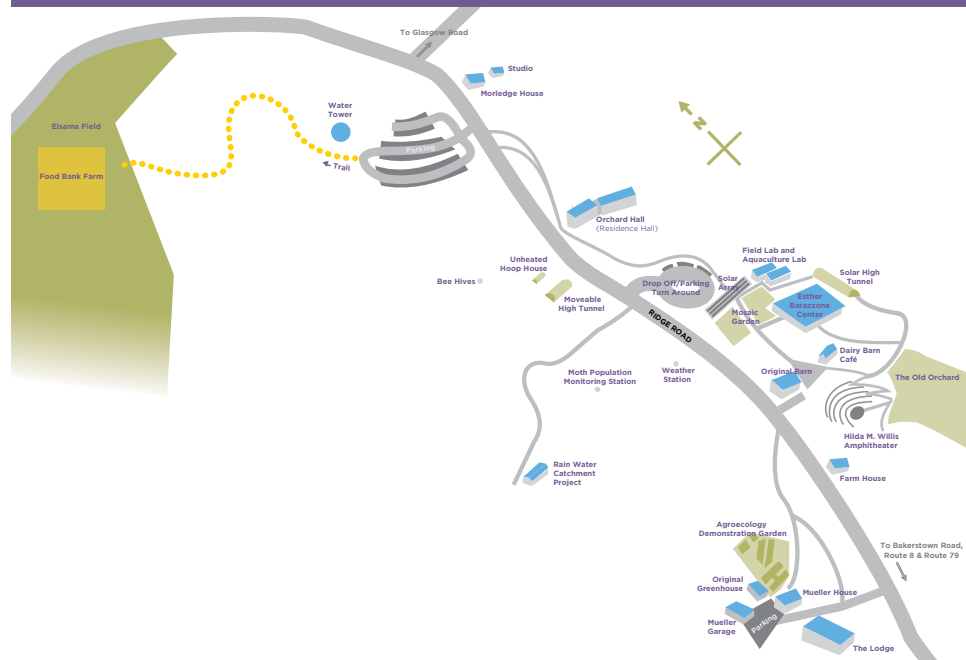 To Glasgow Road
Studio
Morledge House
Water
Tower
Elsama Field
Parking
Trail
Food Bank Farm
N
Orchard Hall
(Residence Hall)
Field Lab and
Aquaculture Lab
Unheated
Hoop House
Solar High
Tunnel
Bee Hives
Drop Off/Parking
Turn Around
Solar
Array
Moveable
High Tunnel
Esther
Barazzone
Center
Mosaic
Garden
RIDGE ROAD
Dairy Barn
Café
Moth Population
Monitoring Station
Weather
Station
Original Barn
The Old Orchard
Hilda M. Willis
Amphitheater
Rain Water
Catchment
Project
Farm House
Agroecology
Demonstration Garden
To Bakerstown Road,
Route 8 & Route 79
Original
Greenhouse
Mueller House
Mueller
Garage
Parking
The Lodge